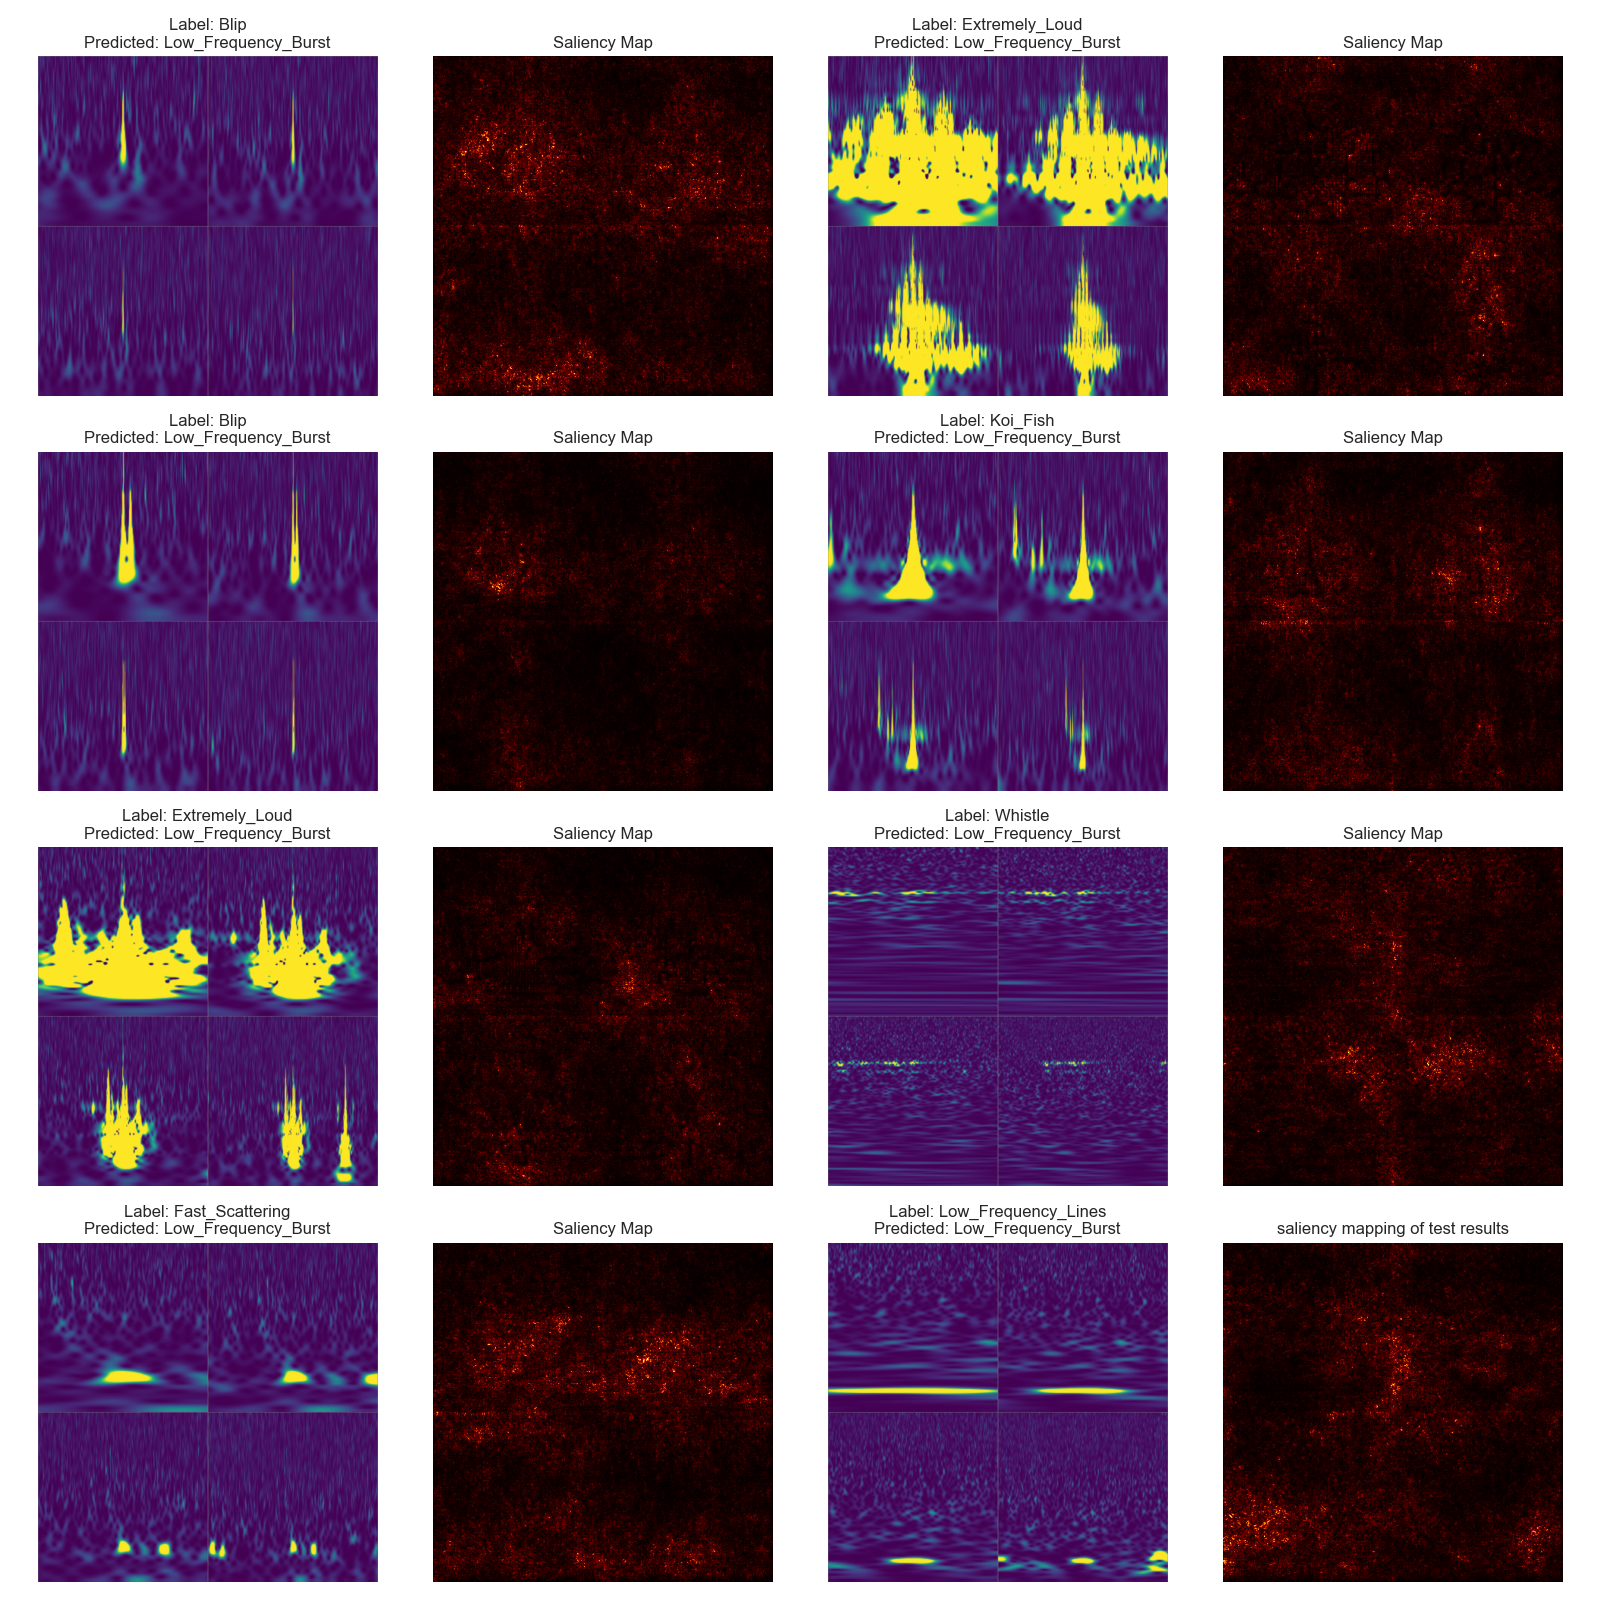 Label: Blip
Predicted: Low_Frequency_Burst
Saliency Map
Label: Extremely_Loud
Predicted: Low_Frequency_Burst
Saliency Map
Label: Blip
Predicted: Low_Frequency_Burst
Saliency Map
Label: Koi_Fish
Predicted: Low_Frequency_Burst
Saliency Map
Label: Extremely_Loud
Predicted: Low_Frequency_Burst
Saliency Map
Label: Whistle
Predicted: Low_Frequency_Burst
Saliency Map
Label: Fast_Scattering
Predicted: Low_Frequency_Burst
Saliency Map
Label: Low_Frequency_Lines
Predicted: Low_Frequency_Burst
saliency mapping of test results